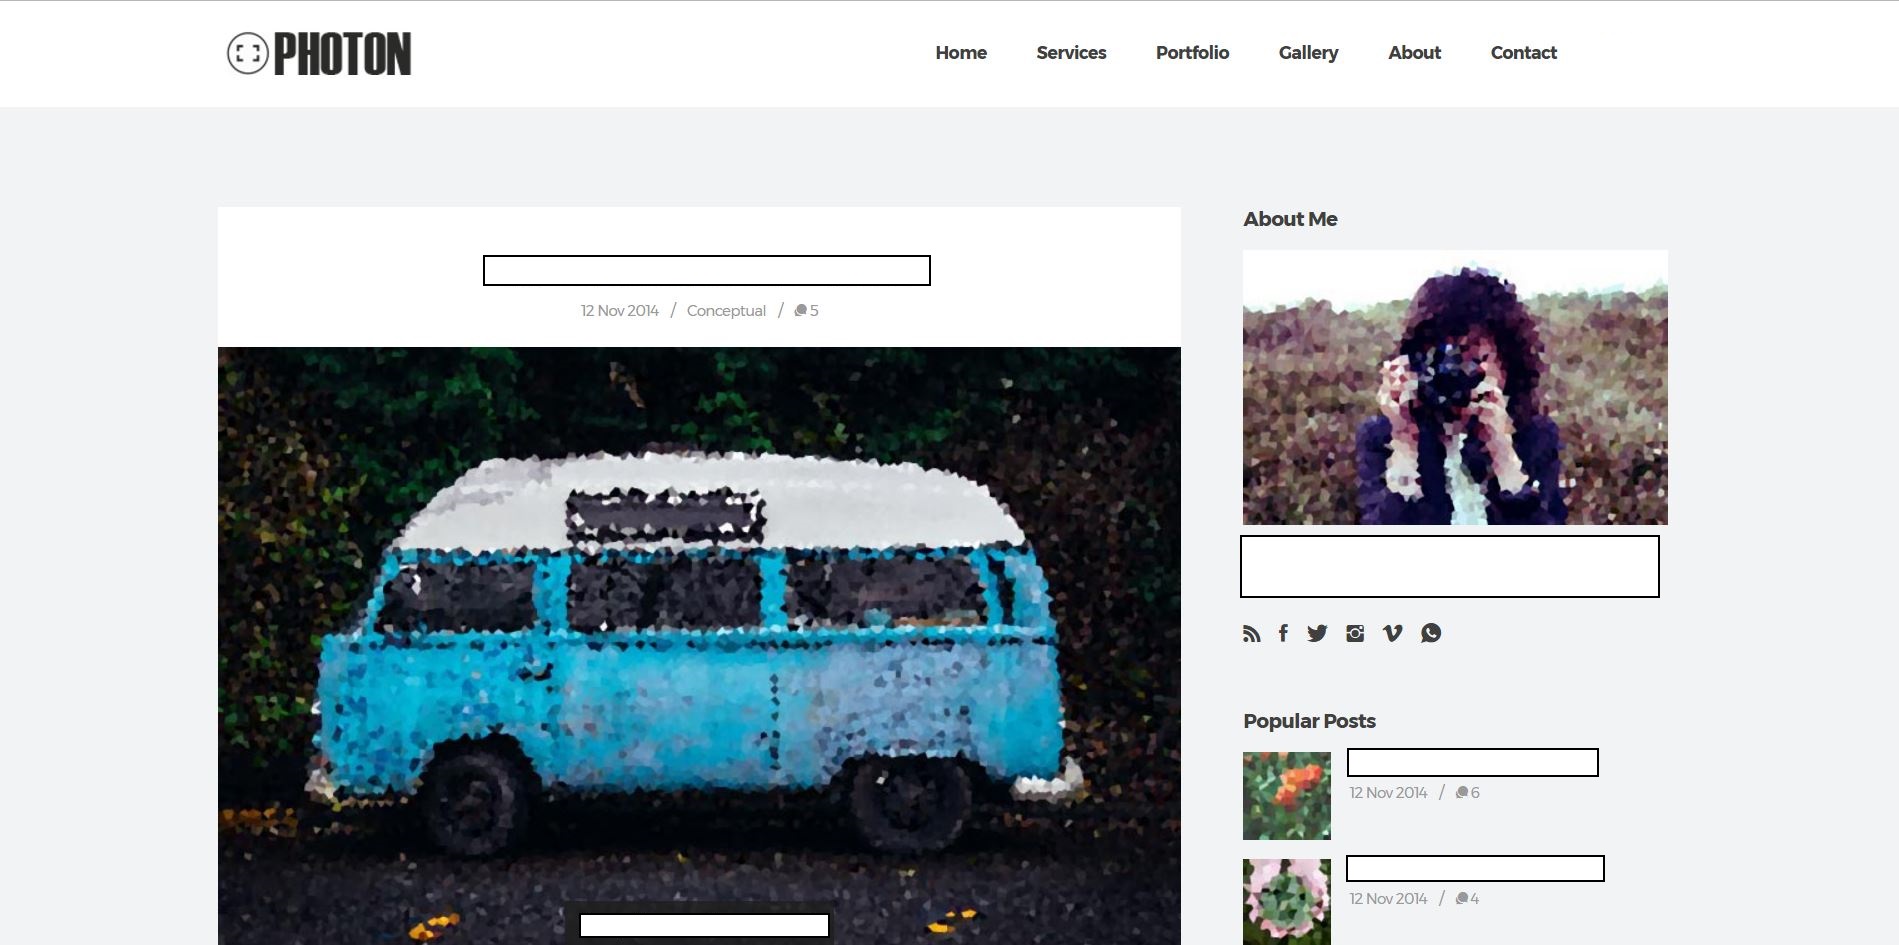 PHOTON
Home Services Portfolio Gallery About Contact
12 Nov 2014 / Conceptual / 5
About Me
Popular Posts
12 Nov 2014 / 6
12 Nov 2014 / 4